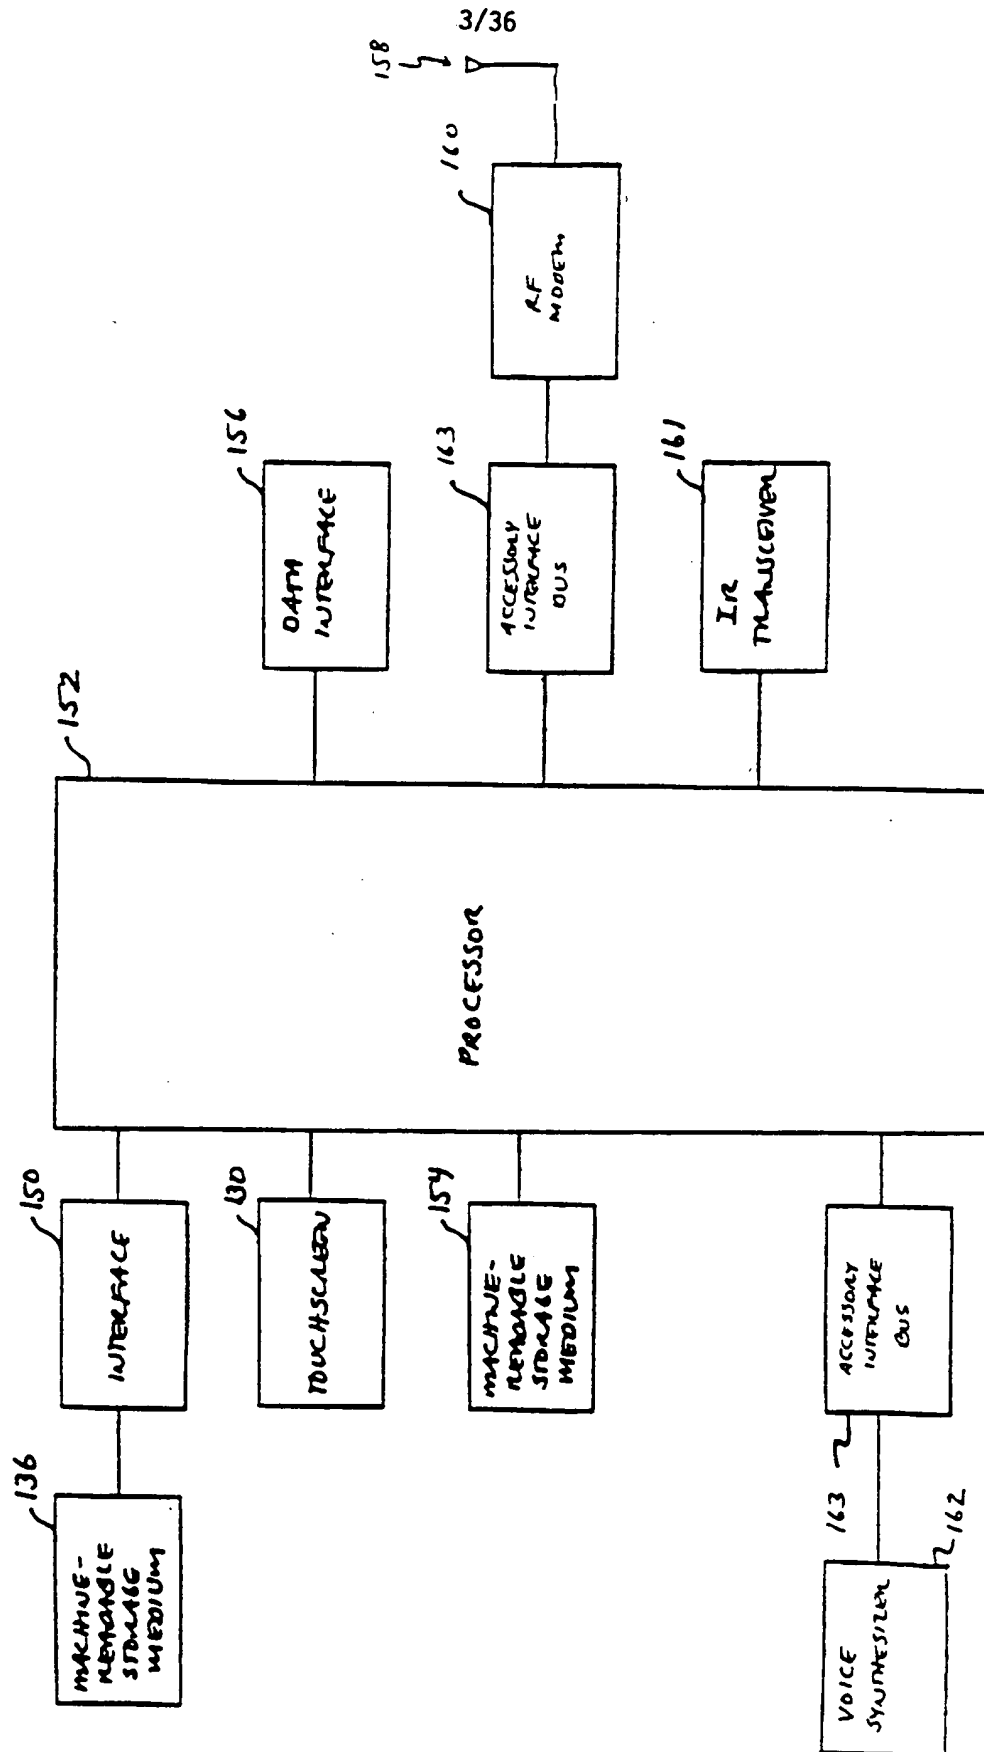 3/36
158
160
RF
MODEM
156
DATA
INTERFACE
163
ACCESSORY
INTERFACE
BUS
161
IR
TRANSCEIVER
152
PROCESSOR
150
INTERFACE
130
TOUCHSCREEN
154
MACHINE-
READABLE
STORAGE
MEDIUM
136
MACHINE-
READABLE
STORAGE
MEDIUM
ACCESSORY
INTERFACE
BUS
163
162
VOICE
SYNTHESIZER